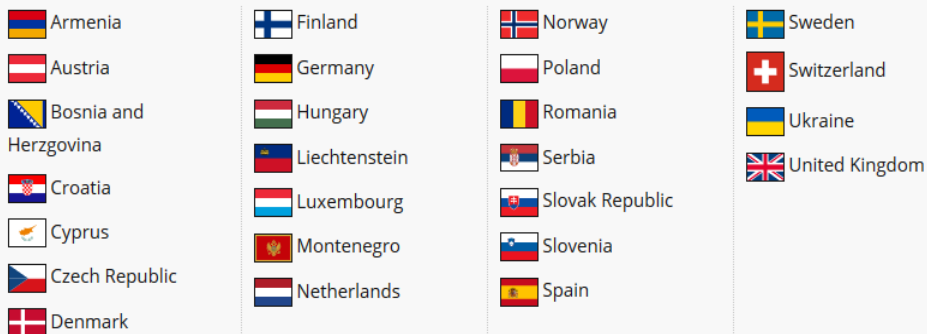 Armenia
Austria
Bosnia and
Herzgovina
Croatia
Cyprus
Czech Republic
Denmark
Finland
Germany
Hungary
Liechtenstein
Luxembourg
Montenegro
Netherlands
Norway
Poland
Romania
Serbia
Slovak Republic
Slovenia
Spain
Sweden
Switzerland
Ukraine
United Kingdom